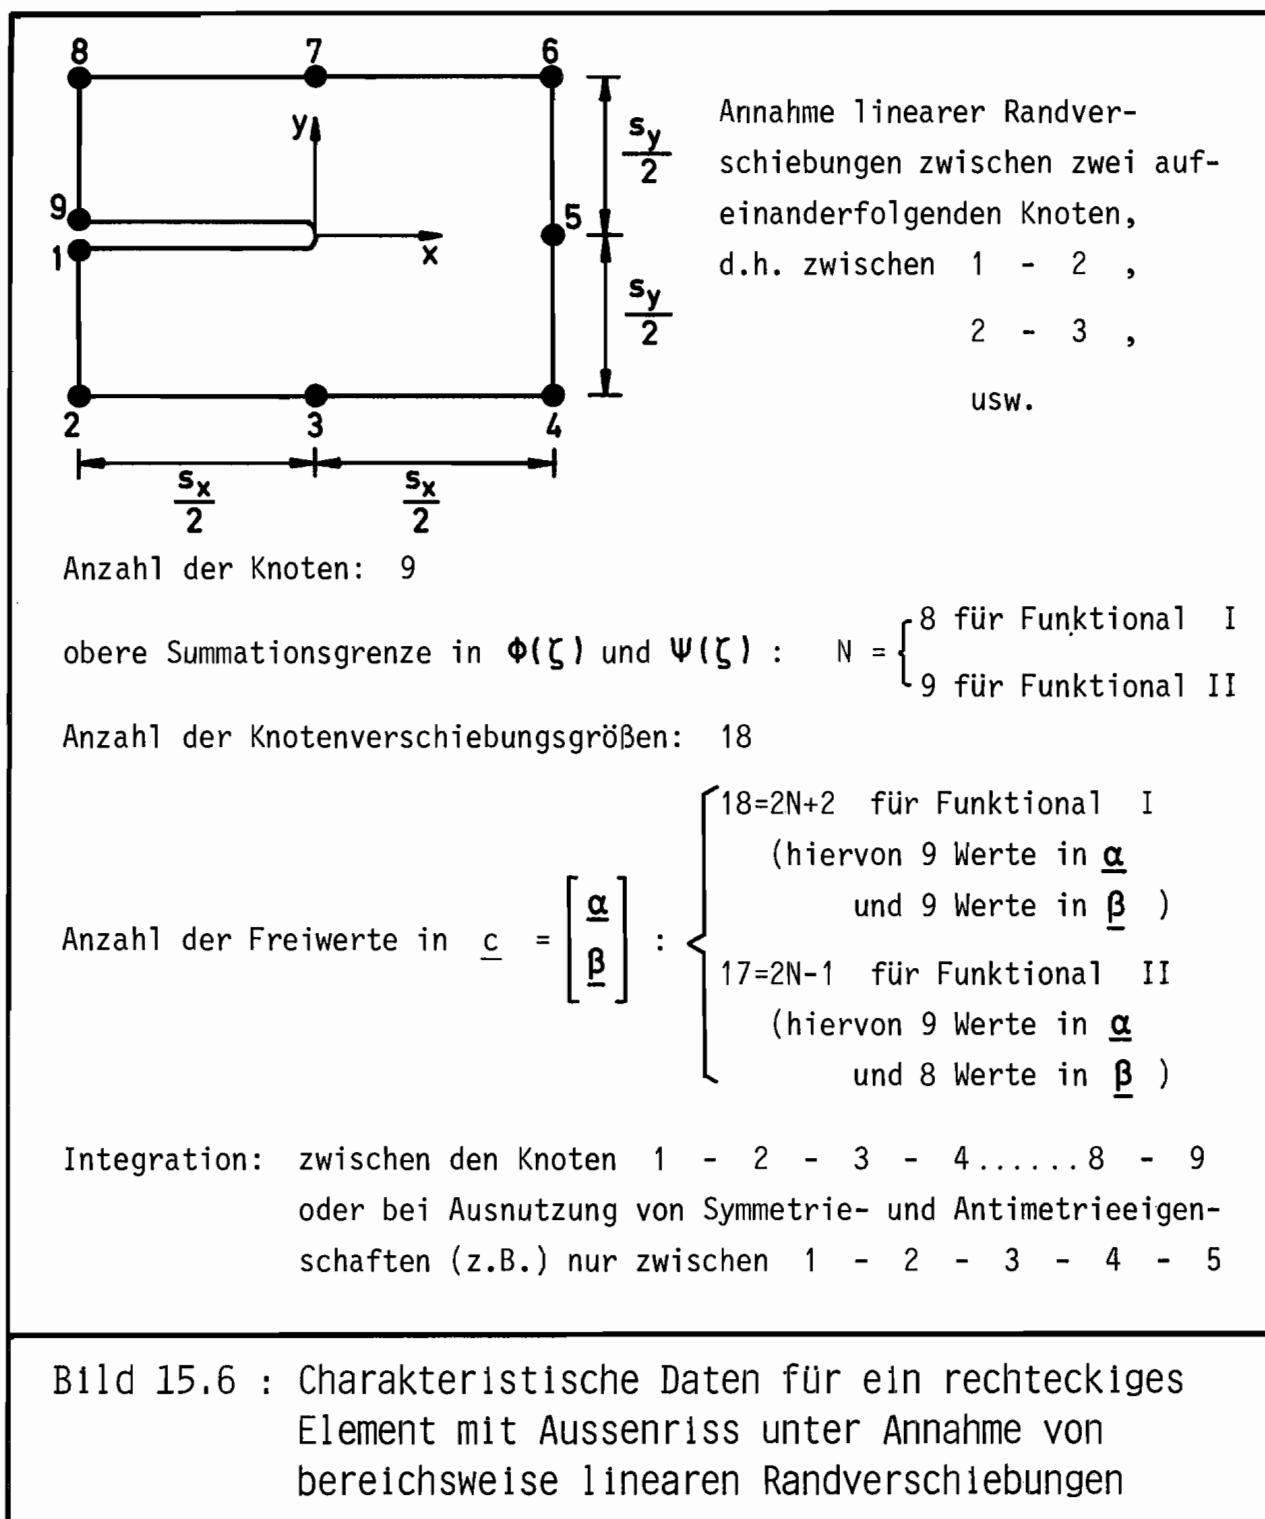 8 7 6
y
s_y/2
9
5
1
x
s_y/2
2 3 4
s_x/2 s_x/2
Annahme linearer Randver-
schiebungen zwischen zwei auf-
einanderfolgenden Knoten,
d.h. zwischen 1 - 2 ,
2 - 3 ,
usw.
Anzahl der Knoten: 9
obere Summationsgrenze in Φ(ζ) und Ψ(ζ) : N = { 8 für Funktional I
9 für Funktional II
Anzahl der Knotenverschiebungsgrößen: 18
Anzahl der Freiwerte in c = [ α β ] : {
18=2N+2 für Funktional I
(hiervon 9 Werte in α
und 9 Werte in β )
17=2N-1 für Funktional II
(hiervon 9 Werte in α
und 8 Werte in β )
Integration: zwischen den Knoten 1 - 2 - 3 - 4......8 - 9
oder bei Ausnutzung von Symmetrie- und Antimetrieeigen-
schaften (z.B.) nur zwischen 1 - 2 - 3 - 4 - 5
Bild 15.6 : Charakteristische Daten für ein rechteckiges
Element mit Aussenriss unter Annahme von
bereichsweise linearen Randverschiebungen